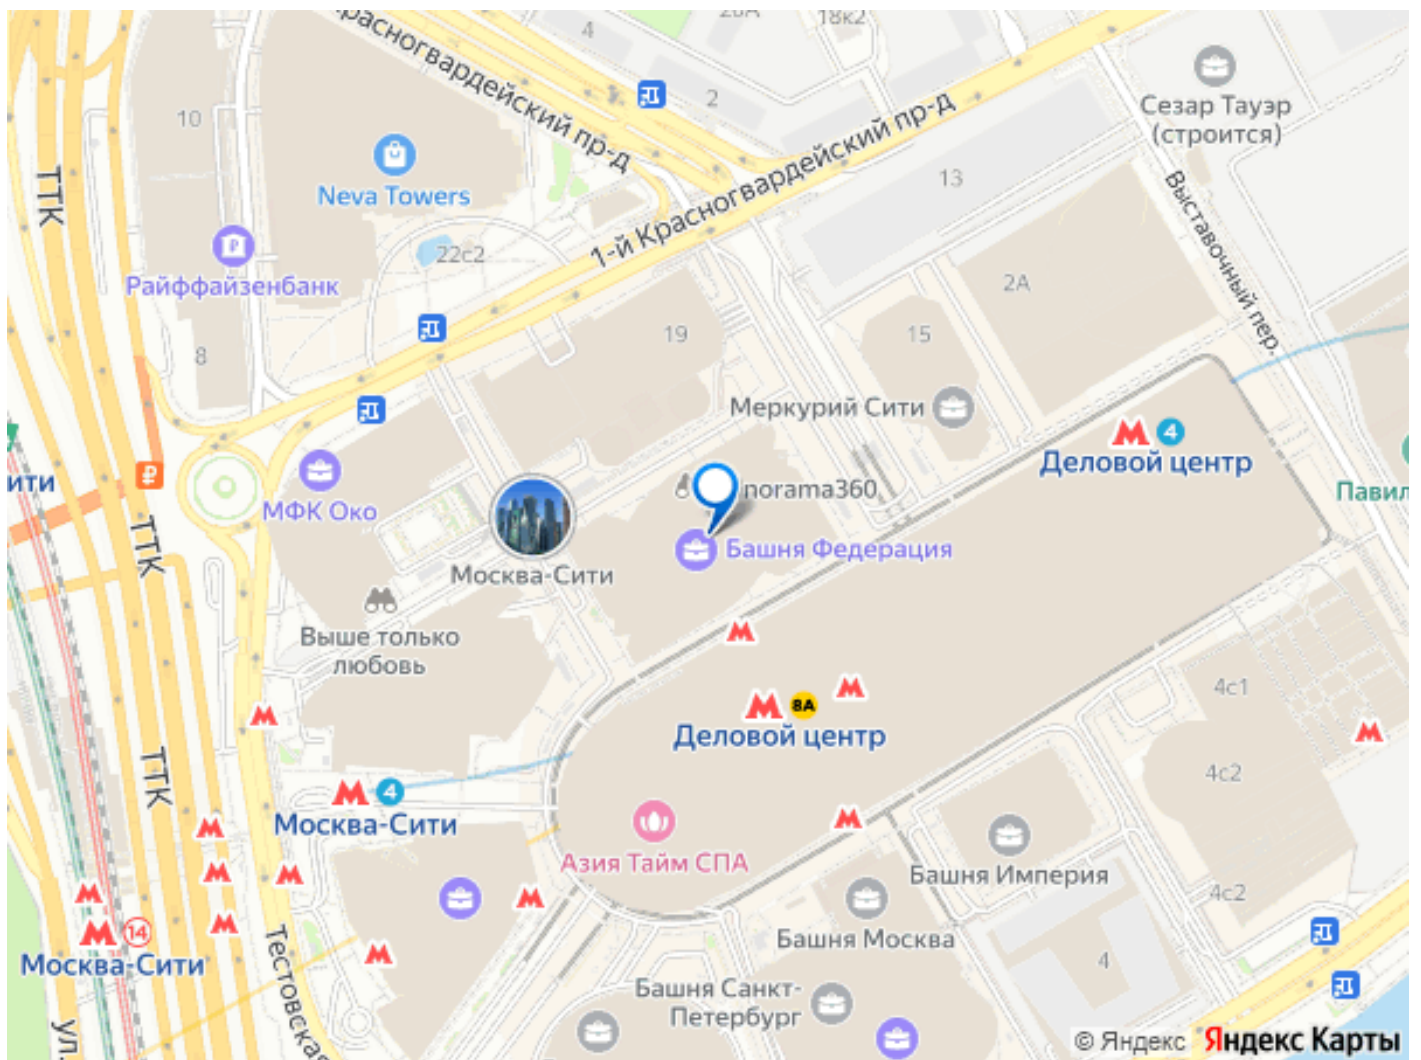 28А
18к2
4
Красногвардейский пр-д
2
Сезар Тауэр
(строится)
10
ТТК
Neva Towers
1-й Красногвардейский пр-д
13
Выставочный пер.
22с2
Райффайзенбанк
2А
19
15
8
Меркурий Сити
4
Деловой центр
ити
₽
МФК Око
norama360
Павил
ТТК
Москва-Сити
Башня Федерация
Выше только
любовь
4с1
8А
Деловой центр
ТТК
4с2
4
Москва-Сити
Азия Тайм СПА
Башня Империя
4с2
14
Москва-Сити
Тестовская
Башня Москва
4
Башня Санкт-
Петербург
ул.
© Яндекс Яндекс Карты